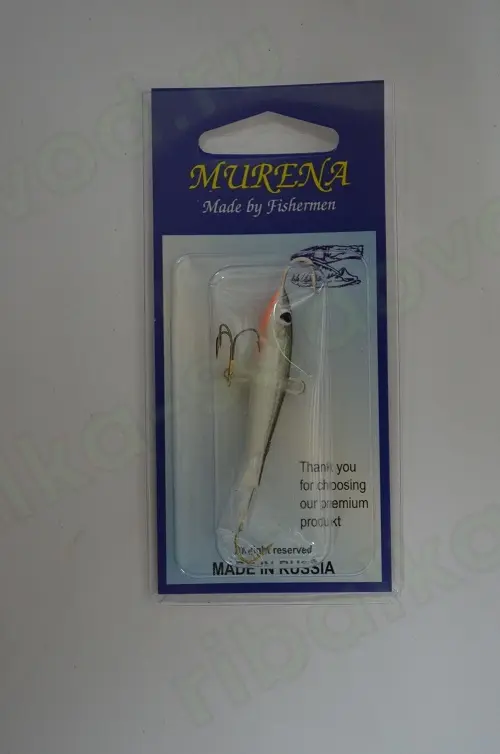 MURENA
Made by Fishermen
Thank you
for choosing
our premium
produkt
right reserved
MADE IN RUSSIA